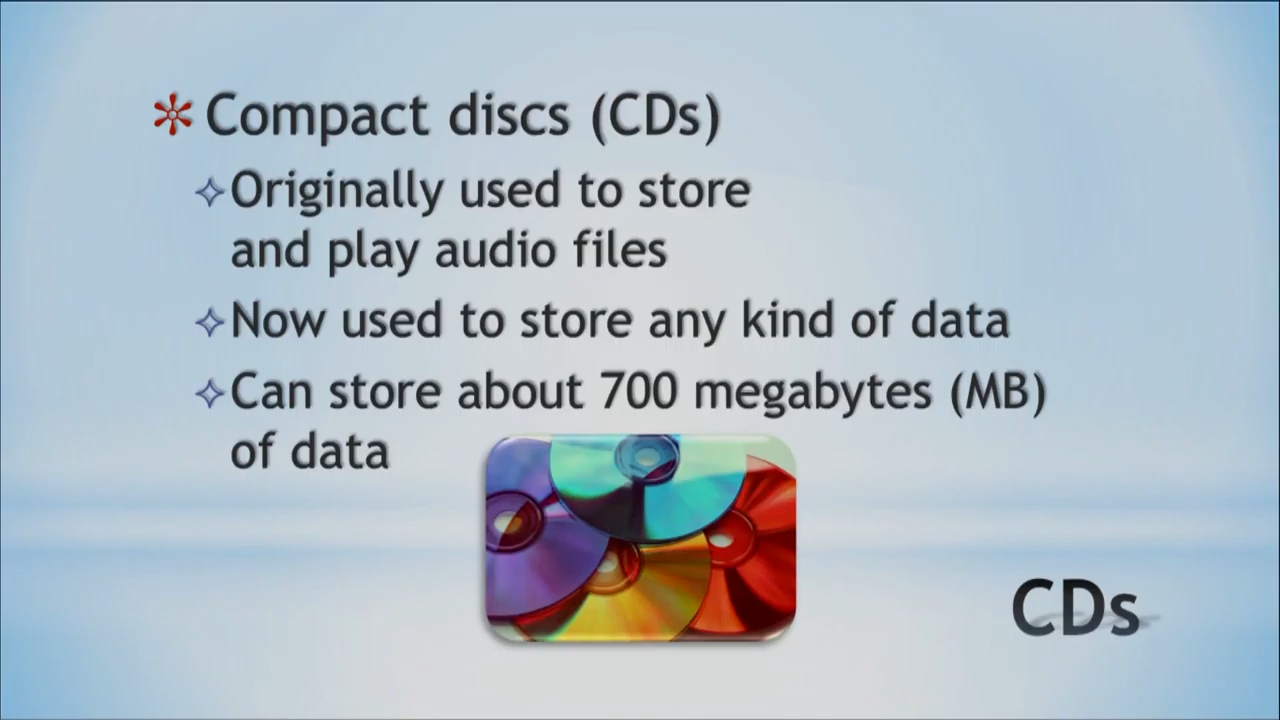 Compact discs (CDs)
Originally used to store
and play audio files
Now used to store any kind of data
Can store about 700 megabytes (MB)
of data
CDs